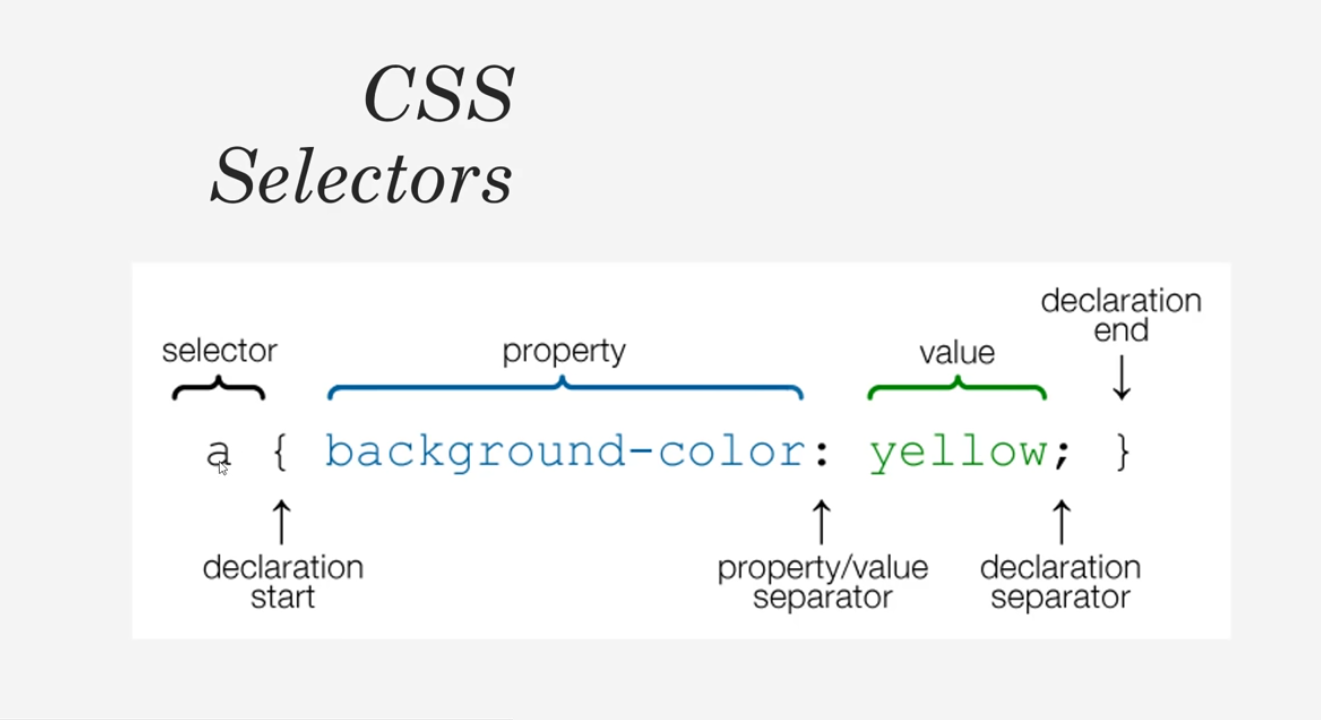 CSS
Selectors
declaration
end
selector
property
value
a { background-color: yellow; }
declaration
start
property/value
separator
declaration
separator